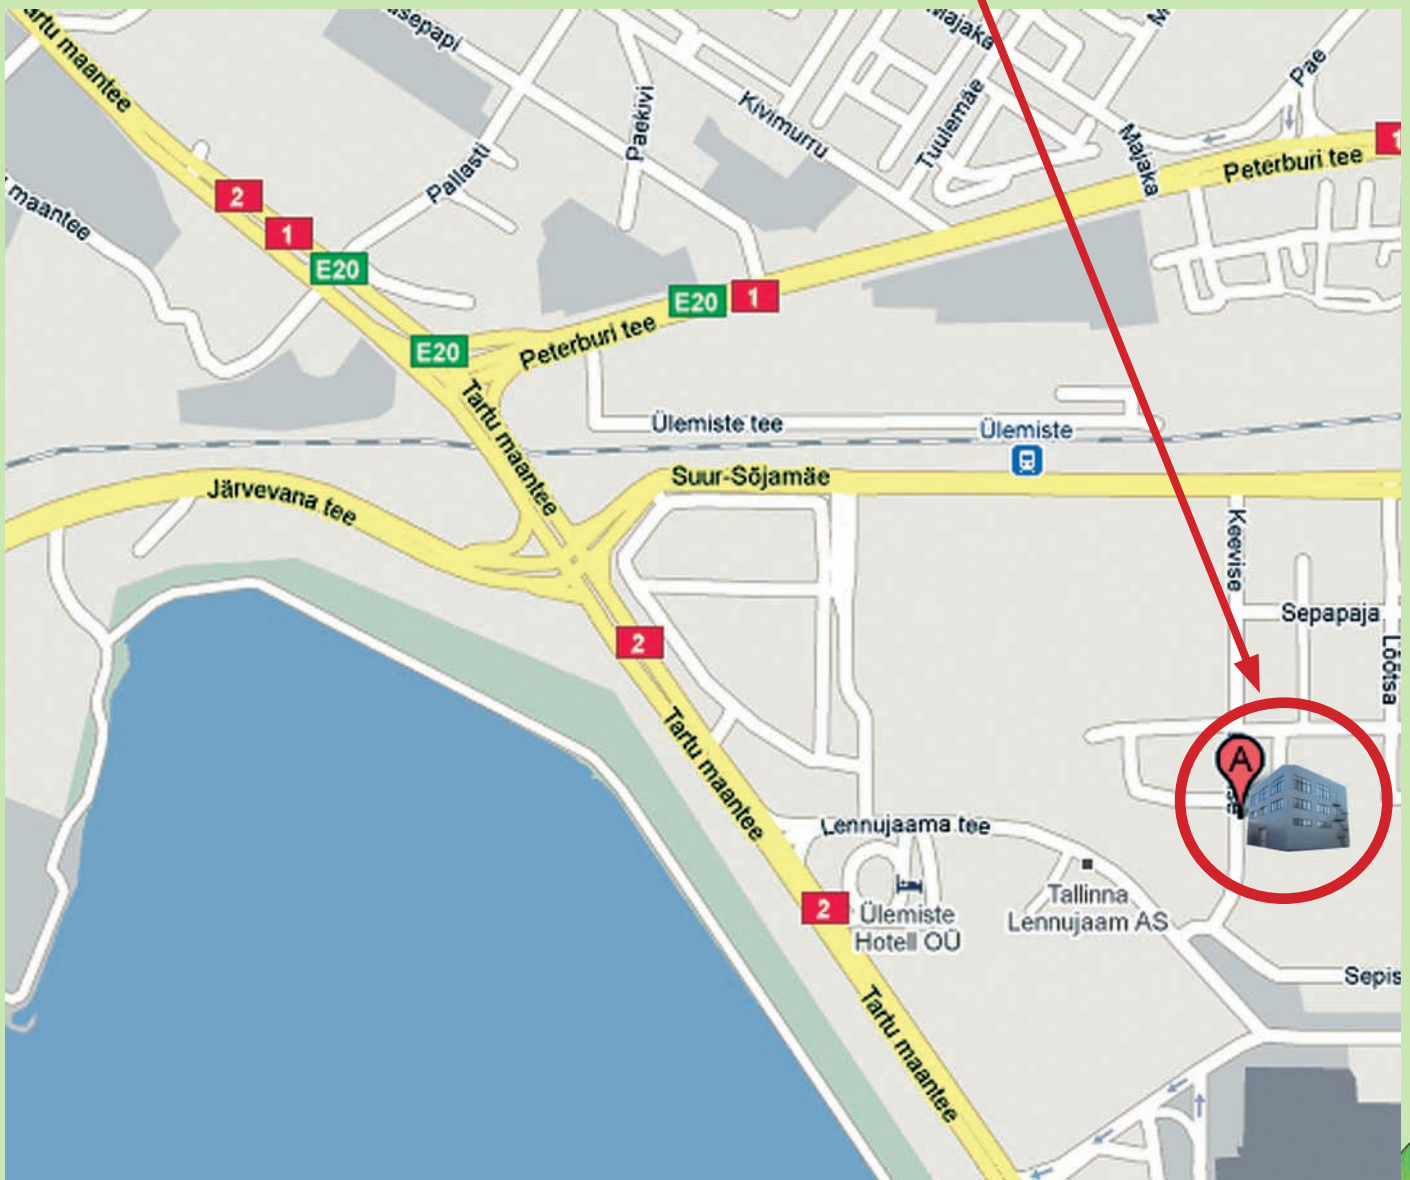 Majaka
Pae
Tartu maantee
Kivimurru
Paekivi
Tuulemäe
Majaka
1
Peterburi tee
Pallasti
2
maantee
1
E20
E20
1
Peterburi tee
E20
Tartu maantee
Ülemiste tee
Ülemiste
Suur-Sõjamäe
Järvevana tee
Keevise
Sepapaja
2
Lõõtsa
Tartu maantee
A
Lennujaama tee
Tallinna
Lennujaam AS
2
Ülemiste
Hotell OÜ
Sepis
Tartu maantee